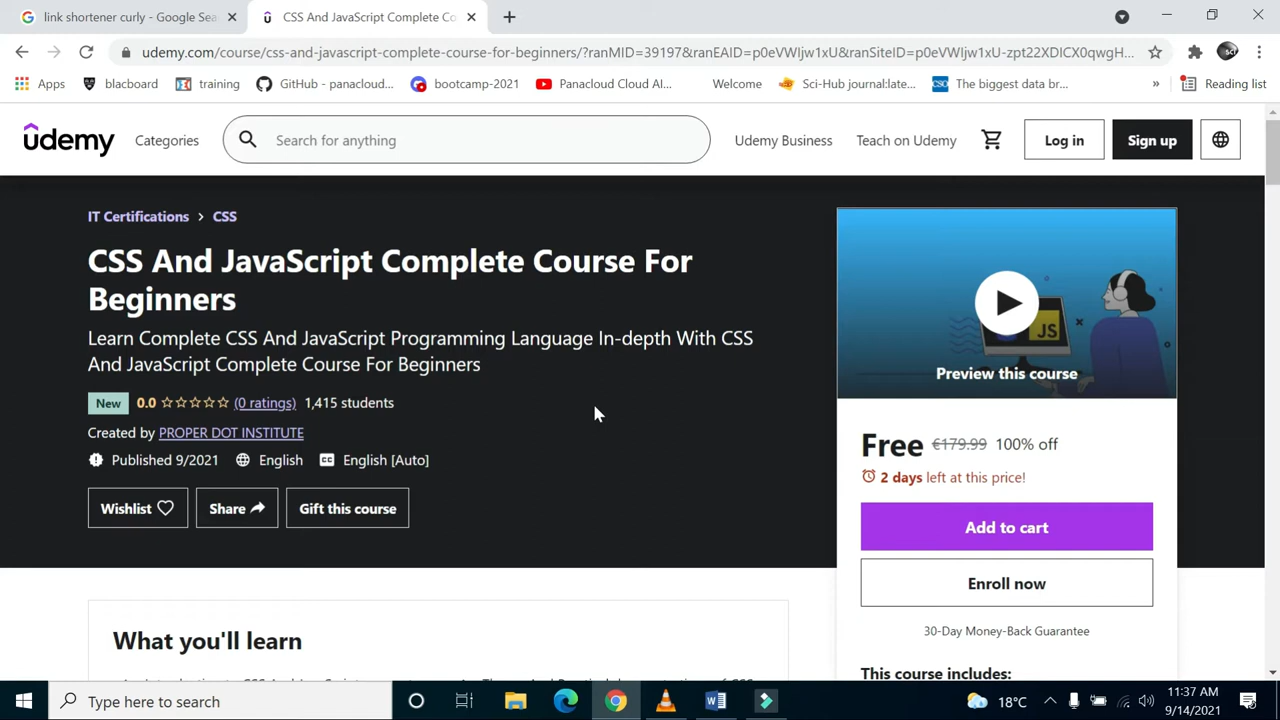 link shortener curly - Google Sea
CSS And JavaScript Complete Co
udemy.com/course/css-and-javascript-complete-course-for-beginners/?ranMID=39197&ranEAID=p0eVWIjw1xU&ranSiteID=p0eVWIjw1xU-zpt22XDICX0qwgH...
Apps
blacboard
training
GitHub - panacloud...
bootcamp-2021
Panacloud Cloud AI...
Welcome
Sci-Hub journal:late...
CSO
The biggest data br...
»
Reading list
udemy
Categories
Search for anything
Udemy Business
Teach on Udemy
Log in
Sign up
IT Certifications > CSS
CSS And JavaScript Complete Course For
Beginners
Learn Complete CSS And JavaScript Programming Language In-depth With CSS
And JavaScript Complete Course For Beginners
New 0.0 (0 ratings) 1,415 students
Created by PROPER DOT INSTITUTE
Published 9/2021 English CC English [Auto]
Wishlist
Share
Gift this course
JS
Preview this course
Free €179.99 100% off
2 days left at this price!
Add to cart
Enroll now
30-Day Money-Back Guarantee
This course includes:
What you'll learn
Type here to search
18°C
11:37 AM
9/14/2021